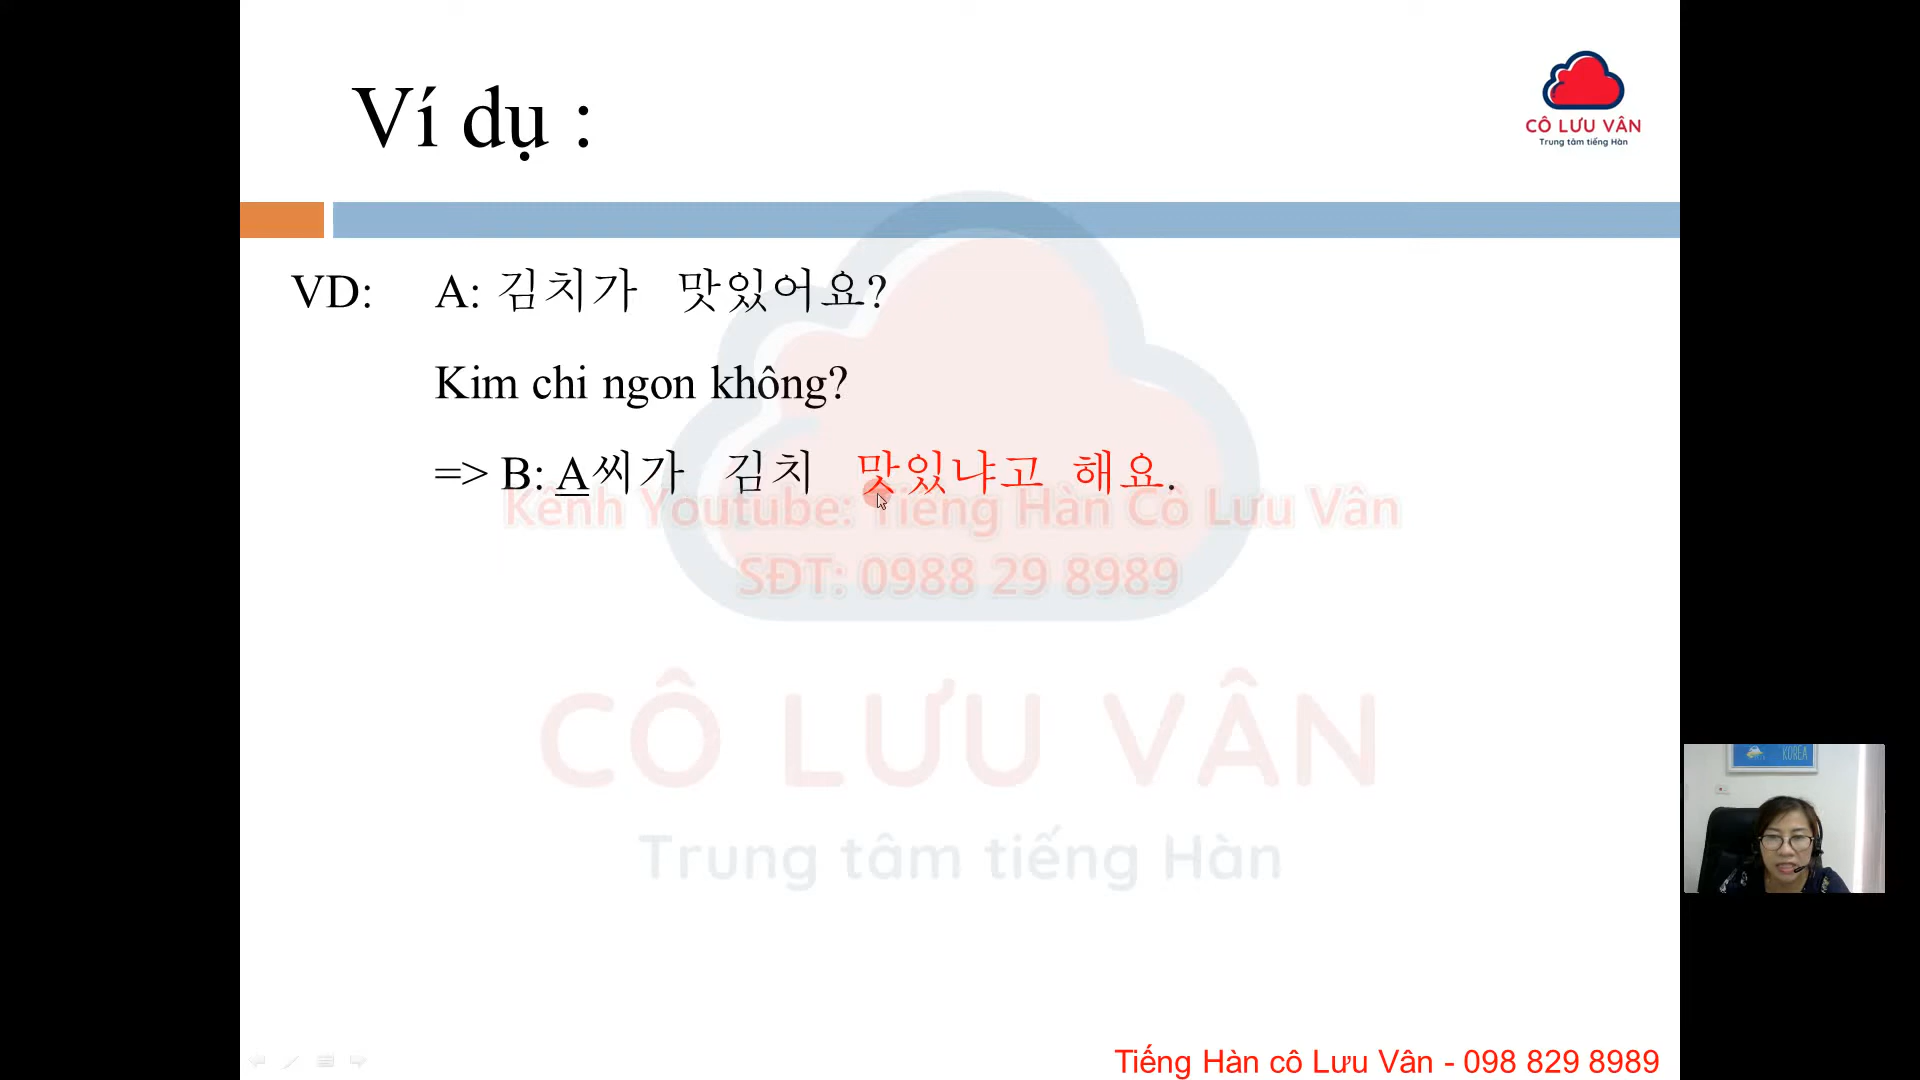 Ví dụ :
CÔ LƯU VÂN
Trung tâm tiếng Hàn
VD: A: 김치가 맛있어요?
Kim chi ngon không?
=> B: A씨가 김치 맛있냐고 해요.
Kênh Youtube: Tiếng Hàn Cô Lưu Vân
SĐT: 0988 29 8989
CÔ LƯU VÂN
Trung tâm tiếng Hàn
KOREA
Tiếng Hàn cô Lưu Vân - 098 829 8989